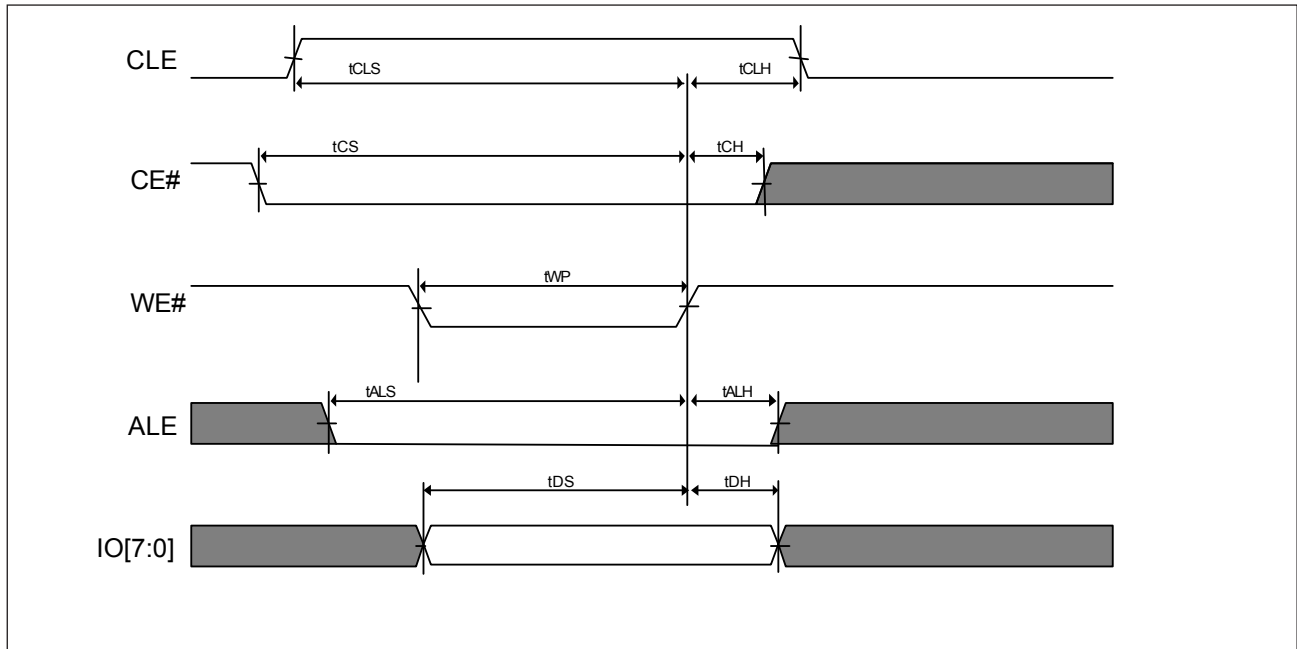 CLE
tCLS
tCLH
CE#
tCS
tCH
WE#
tWP
ALE
tALS
tALH
IO[7:0]
tDS
tDH